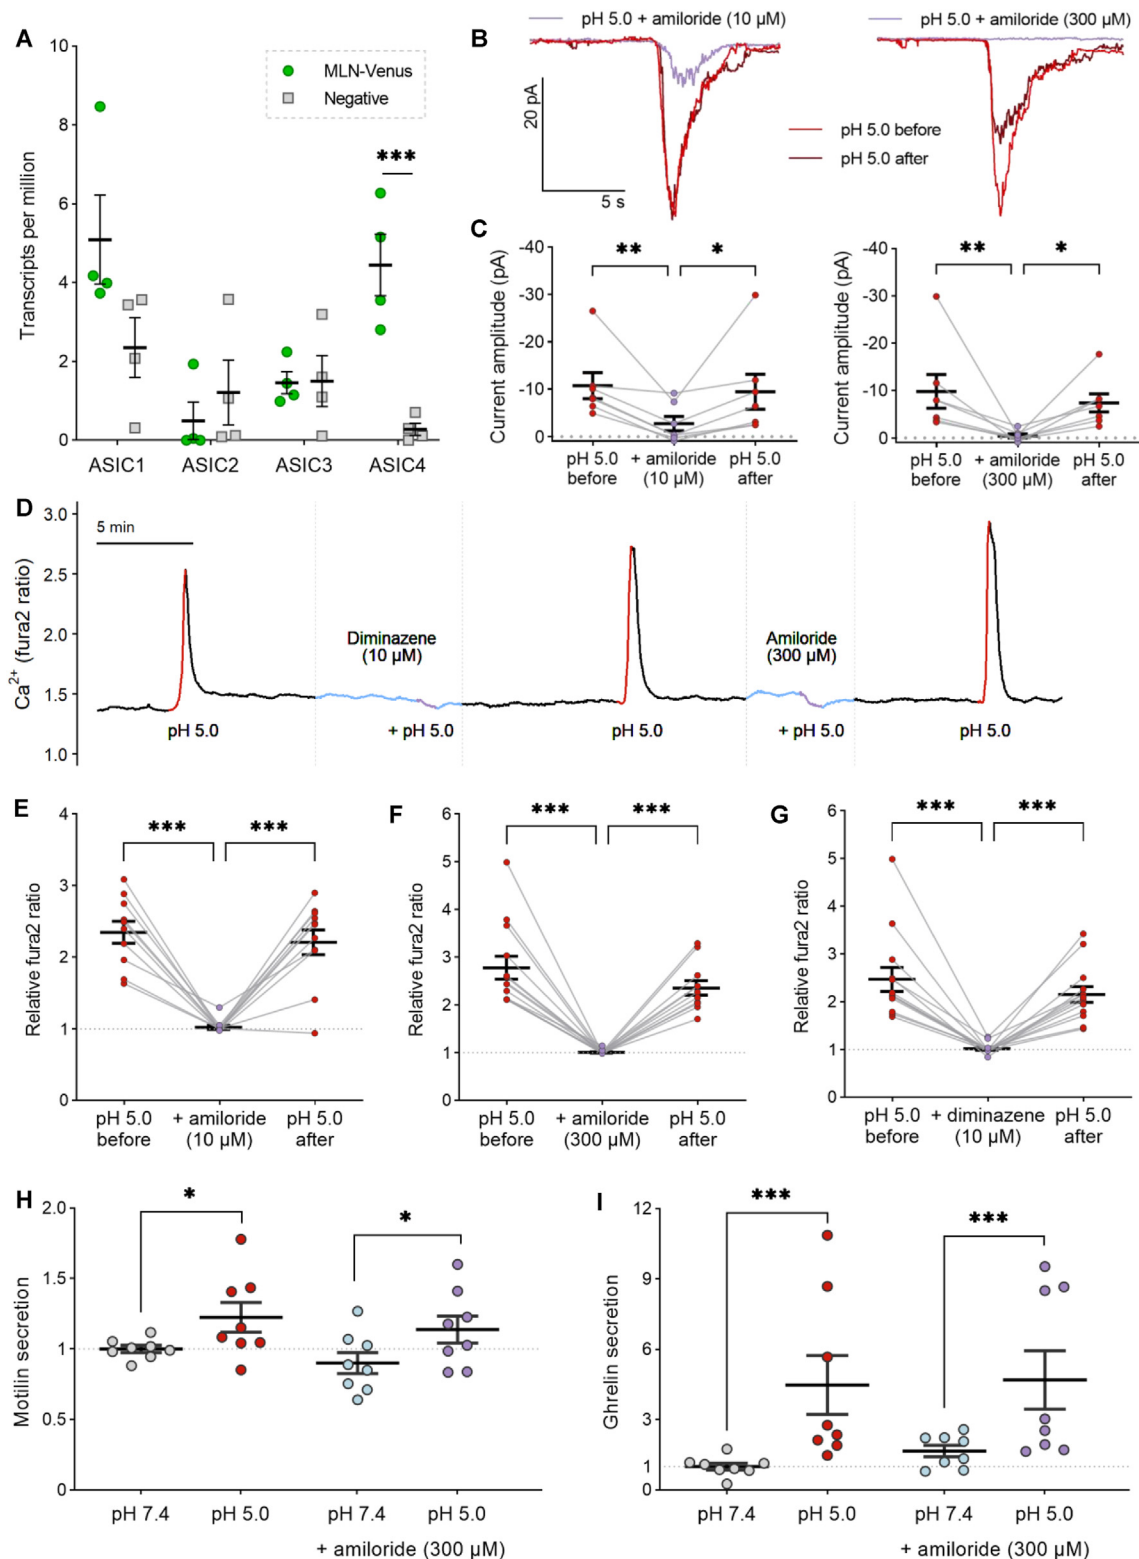 A
Transcripts per million
10
8
6
4
2
0
MLN-Venus
Negative
***
ASIC1 ASIC2 ASIC3 ASIC4
B
pH 5.0 + amiloride (10 µM)
pH 5.0 + amiloride (300 µM)
20 pA
5 s
pH 5.0 before
pH 5.0 after
C
Current amplitude (pA)
-40
-30
-20
-10
0
** *
pH 5.0 + amiloride pH 5.0
before (10 µM) after
Current amplitude (pA)
-40
-30
-20
-10
0
** *
pH 5.0 + amiloride pH 5.0
before (300 µM) after
D
Ca2+ (fura2 ratio)
3.0
2.5
2.0
1.5
1.0
5 min
Diminazene
(10 µM)
Amiloride
(300 µM)
pH 5.0 + pH 5.0 pH 5.0 + pH 5.0 pH 5.0
E
Relative fura2 ratio
4
3
2
1
0
*** ***
pH 5.0 + amiloride pH 5.0
before (10 µM) after
F
Relative fura2 ratio
6
5
4
3
2
1
0
*** ***
pH 5.0 + amiloride pH 5.0
before (300 µM) after
G
Relative fura2 ratio
6
5
4
3
2
1
0
*** ***
pH 5.0 + diminazene pH 5.0
before (10 µM) after
H
Motilin secretion
2.0
1.5
1
0.5
0
* *
pH 7.4 pH 5.0 pH 7.4 pH 5.0
+ amiloride (300 µM)
I
Ghrelin secretion
12
9
6
3
1
0
*** ***
pH 7.4 pH 5.0 pH 7.4 pH 5.0
+ amiloride (300 µM)